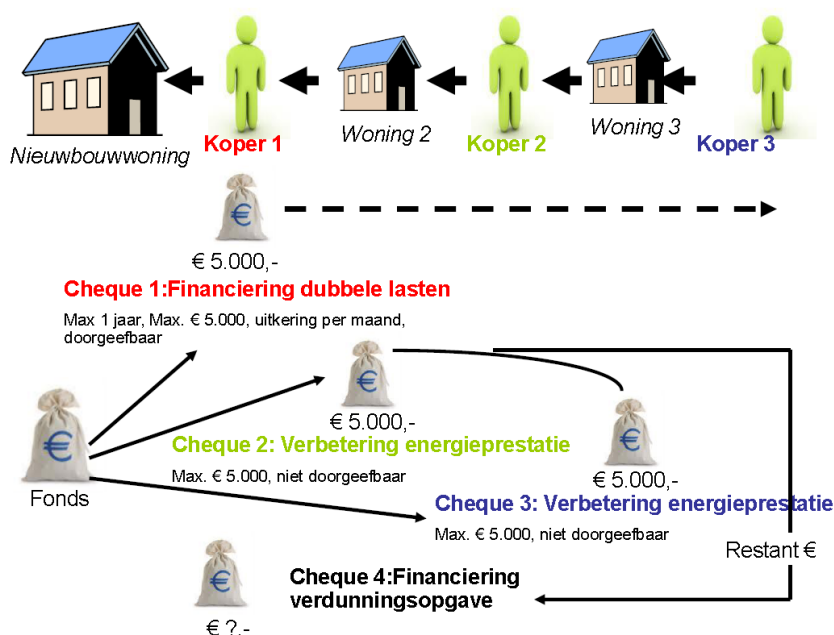 Nieuwbouwwoning
Koper 1
Woning 2
Koper 2
Woning 3
Koper 3
€
€ 5.000,-
Cheque 1:Financiering dubbele lasten
Max 1 jaar, Max. € 5.000, uitkering per maand,
doorgeefbaar
€
€ 5.000,-
Cheque 2: Verbetering energieprestatie
Max. € 5.000, niet doorgeefbaar
€
€ 5.000,-
Cheque 3: Verbetering energieprestatie
Max. € 5.000, niet doorgeefbaar
€
Fonds
Restant €
€
€ ?,-
Cheque 4:Financiering
verdunningsopgave